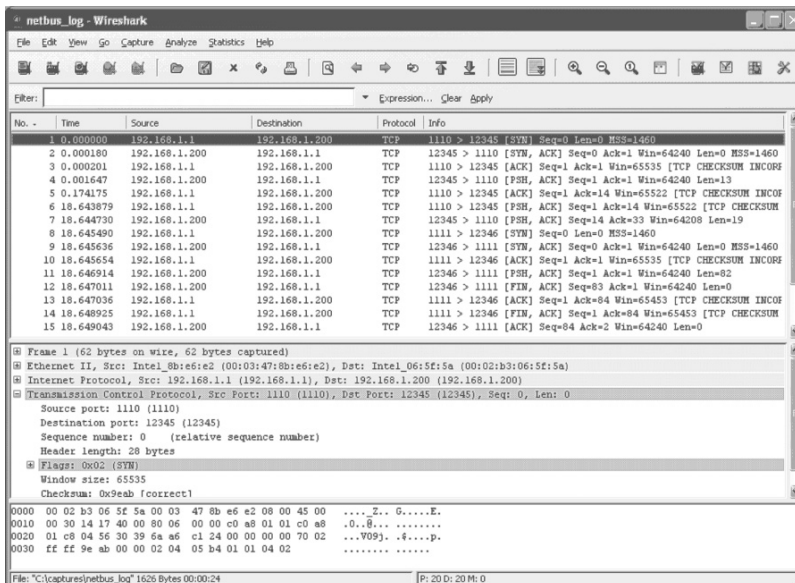 netbus_log - Wireshark
File Edit View Go Capture Analyze Statistics Help
Filter: Expression... Clear Apply
No. - Time Source Destination Protocol Info
1 0.000000 192.168.1.1 192.168.1.200 TCP 1110 > 12345 [SYN] Seq=0 Len=0 MSS=1460
2 0.000180 192.168.1.200 192.168.1.1 TCP 12345 > 1110 [SYN, ACK] Seq=0 Ack=1 Win=64240 Len=0 MSS=1460
3 0.000201 192.168.1.1 192.168.1.200 TCP 1110 > 12345 [ACK] Seq=1 Ack=1 Win=65535 [TCP CHECKSUM INCORR
4 0.001647 192.168.1.200 192.168.1.1 TCP 12345 > 1110 [PSH, ACK] Seq=1 Ack=1 Win=64240 Len=13
5 0.174175 192.168.1.1 192.168.1.200 TCP 1110 > 12345 [ACK] Seq=1 Ack=14 Win=65522 [TCP CHECKSUM INCOR
6 18.643879 192.168.1.1 192.168.1.200 TCP 1110 > 12345 [PSH, ACK] Seq=1 Ack=14 Win=65522 [TCP CHECKSUM
7 18.644730 192.168.1.200 192.168.1.1 TCP 12345 > 1110 [PSH, ACK] Seq=14 Ack=33 Win=64208 Len=19
8 18.645490 192.168.1.1 192.168.1.200 TCP 1111 > 12346 [SYN] Seq=0 Len=0 MSS=1460
9 18.645636 192.168.1.200 192.168.1.1 TCP 12346 > 1111 [SYN, ACK] Seq=0 Ack=1 Win=64240 Len=0 MSS=1460
10 18.645654 192.168.1.1 192.168.1.200 TCP 1111 > 12346 [ACK] Seq=1 Ack=1 Win=65535 [TCP CHECKSUM INCORR
11 18.646914 192.168.1.200 192.168.1.1 TCP 12346 > 1111 [PSH, ACK] Seq=1 Ack=1 Win=64240 Len=82
12 18.647011 192.168.1.200 192.168.1.1 TCP 12346 > 1111 [FIN, ACK] Seq=83 Ack=1 Win=64240 Len=0
13 18.647036 192.168.1.1 192.168.1.200 TCP 1111 > 12346 [ACK] Seq=1 Ack=84 Win=65453 [TCP CHECKSUM INCOR
14 18.648925 192.168.1.1 192.168.1.200 TCP 1111 > 12346 [FIN, ACK] Seq=1 Ack=84 Win=65453 [TCP CHECKSUM
15 18.649043 192.168.1.200 192.168.1.1 TCP 12346 > 1111 [ACK] Seq=84 Ack=2 Win=64240 Len=0
Frame 1 (62 bytes on wire, 62 bytes captured)
Ethernet II, Src: Intel_8b:e6:e2 (00:03:47:8b:e6:e2), Dst: Intel_06:5f:5a (00:02:b3:06:5f:5a)
Internet Protocol, Src: 192.168.1.1 (192.168.1.1), Dst: 192.168.1.200 (192.168.1.200)
Transmission Control Protocol, Src Port: 1110 (1110), Dst Port: 12345 (12345), Seq: 0, Len: 0
Source port: 1110 (1110)
Destination port: 12345 (12345)
Sequence number: 0 (relative sequence number)
Header length: 28 bytes
Flags: 0x02 (SYN)
Window size: 65535
Checksum: 0x9eab [correct]
0000 00 02 b3 06 5f 5a 00 03 47 8b e6 e2 08 00 45 00 ...._Z.. G.....E.
0010 00 30 14 17 40 00 80 06 00 00 c0 a8 01 01 c0 a8 .0..@... ........
0020 01 c8 04 56 30 39 6a a6 c1 24 00 00 00 00 70 02 ...V09j. .$....p.
0030 ff ff 9e ab 00 00 02 04 05 b4 01 01 04 02 ........ ......
File: "C:\captures\netbus_log" 1626 Bytes 00:00:24 P: 20 D: 20 M: 0